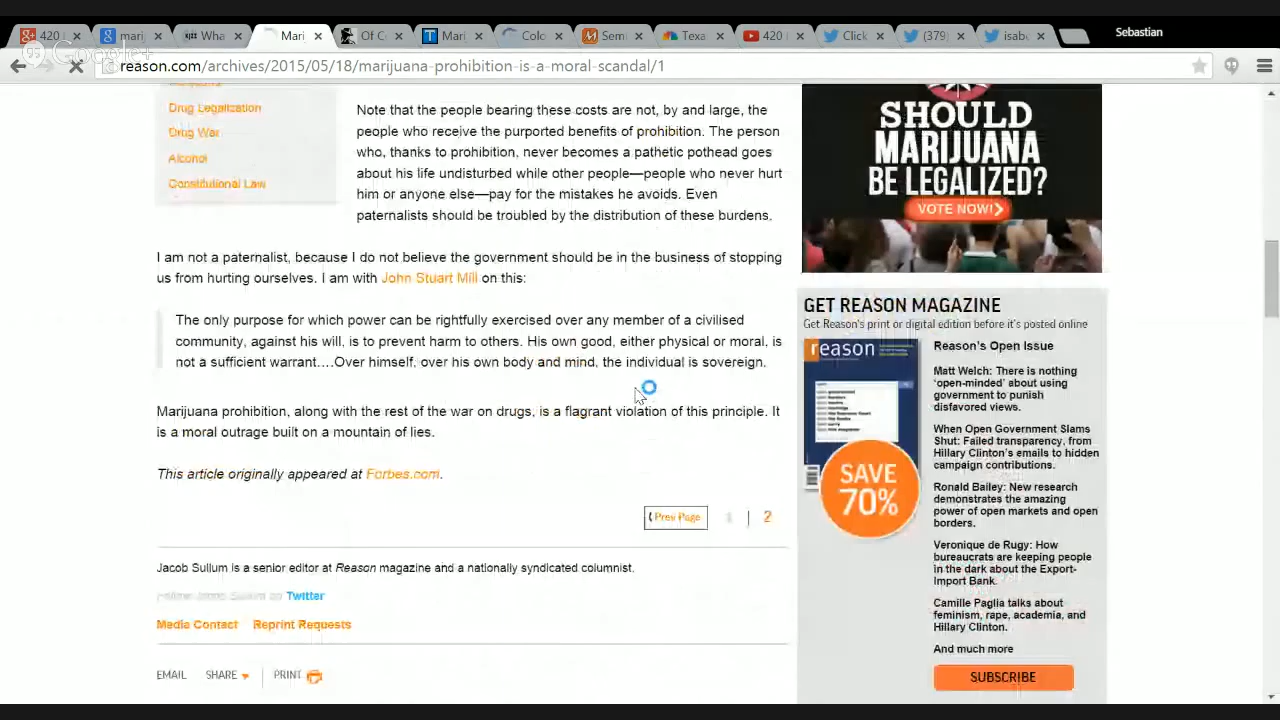 420
mari
Wha
Mari
Of C
Mari
Colo
Sem
Texa
420
Click
(379)
isab
Sebastian
Google+
reason.com/archives/2015/05/18/marijuana-prohibition-is-a-moral-scandal/1
Drug Legalization
Drug War
Alcohol
Constitutional Law
Note that the people bearing these costs are not, by and large, the
people who receive the purported benefits of prohibition. The person
who, thanks to prohibition, never becomes a pathetic pothead goes
about his life undisturbed while other people—people who never hurt
him or anyone else—pay for the mistakes he avoids. Even
paternalists should be troubled by the distribution of these burdens.
I am not a paternalist, because I do not believe the government should be in the business of stopping
us from hurting ourselves. I am with John Stuart Mill on this:
The only purpose for which power can be rightfully exercised over any member of a civilised
community, against his will, is to prevent harm to others. His own good, either physical or moral, is
not a sufficient warrant….Over himself, over his own body and mind, the individual is sovereign.
Marijuana prohibition, along with the rest of the war on drugs, is a flagrant violation of this principle. It
is a moral outrage built on a mountain of lies.
This article originally appeared at Forbes.com.
Prev Page 1 | 2
Jacob Sullum is a senior editor at Reason magazine and a nationally syndicated columnist.
Follow Jacob Sullum on Twitter
Media Contact Reprint Requests
EMAIL SHARE PRINT
SHOULD
MARIJUANA
BE LEGALIZED?
VOTE NOW!
GET REASON MAGAZINE
Get Reason's print or digital edition before it's posted online
reason
SAVE
70%
Reason's Open Issue
Matt Welch: There is nothing
'open-minded' about using
government to punish
disfavored views.
When Open Government Slams
Shut: Failed transparency, from
Hillary Clinton's emails to hidden
campaign contributions.
Ronald Bailey: New research
demonstrates the amazing
power of open markets and open
borders.
Veronique de Rugy: How
bureaucrats are keeping people
in the dark about the Export-
Import Bank.
Camille Paglia talks about
feminism, rape, academia, and
Hillary Clinton.
And much more
SUBSCRIBE